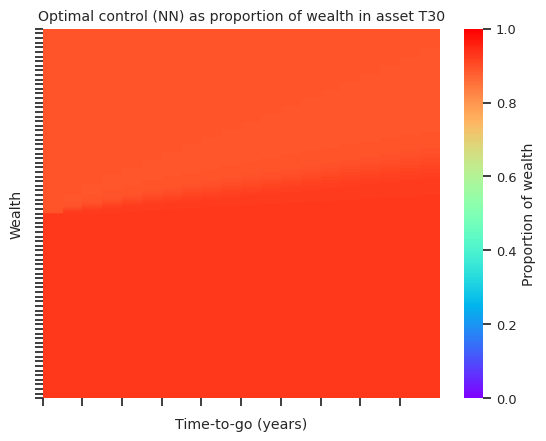 Optimal control (NN) as proportion of wealth in asset T30
Wealth
Time-to-go (years)
1.0
0.8
0.6
0.4
0.2
0.0
Proportion of wealth